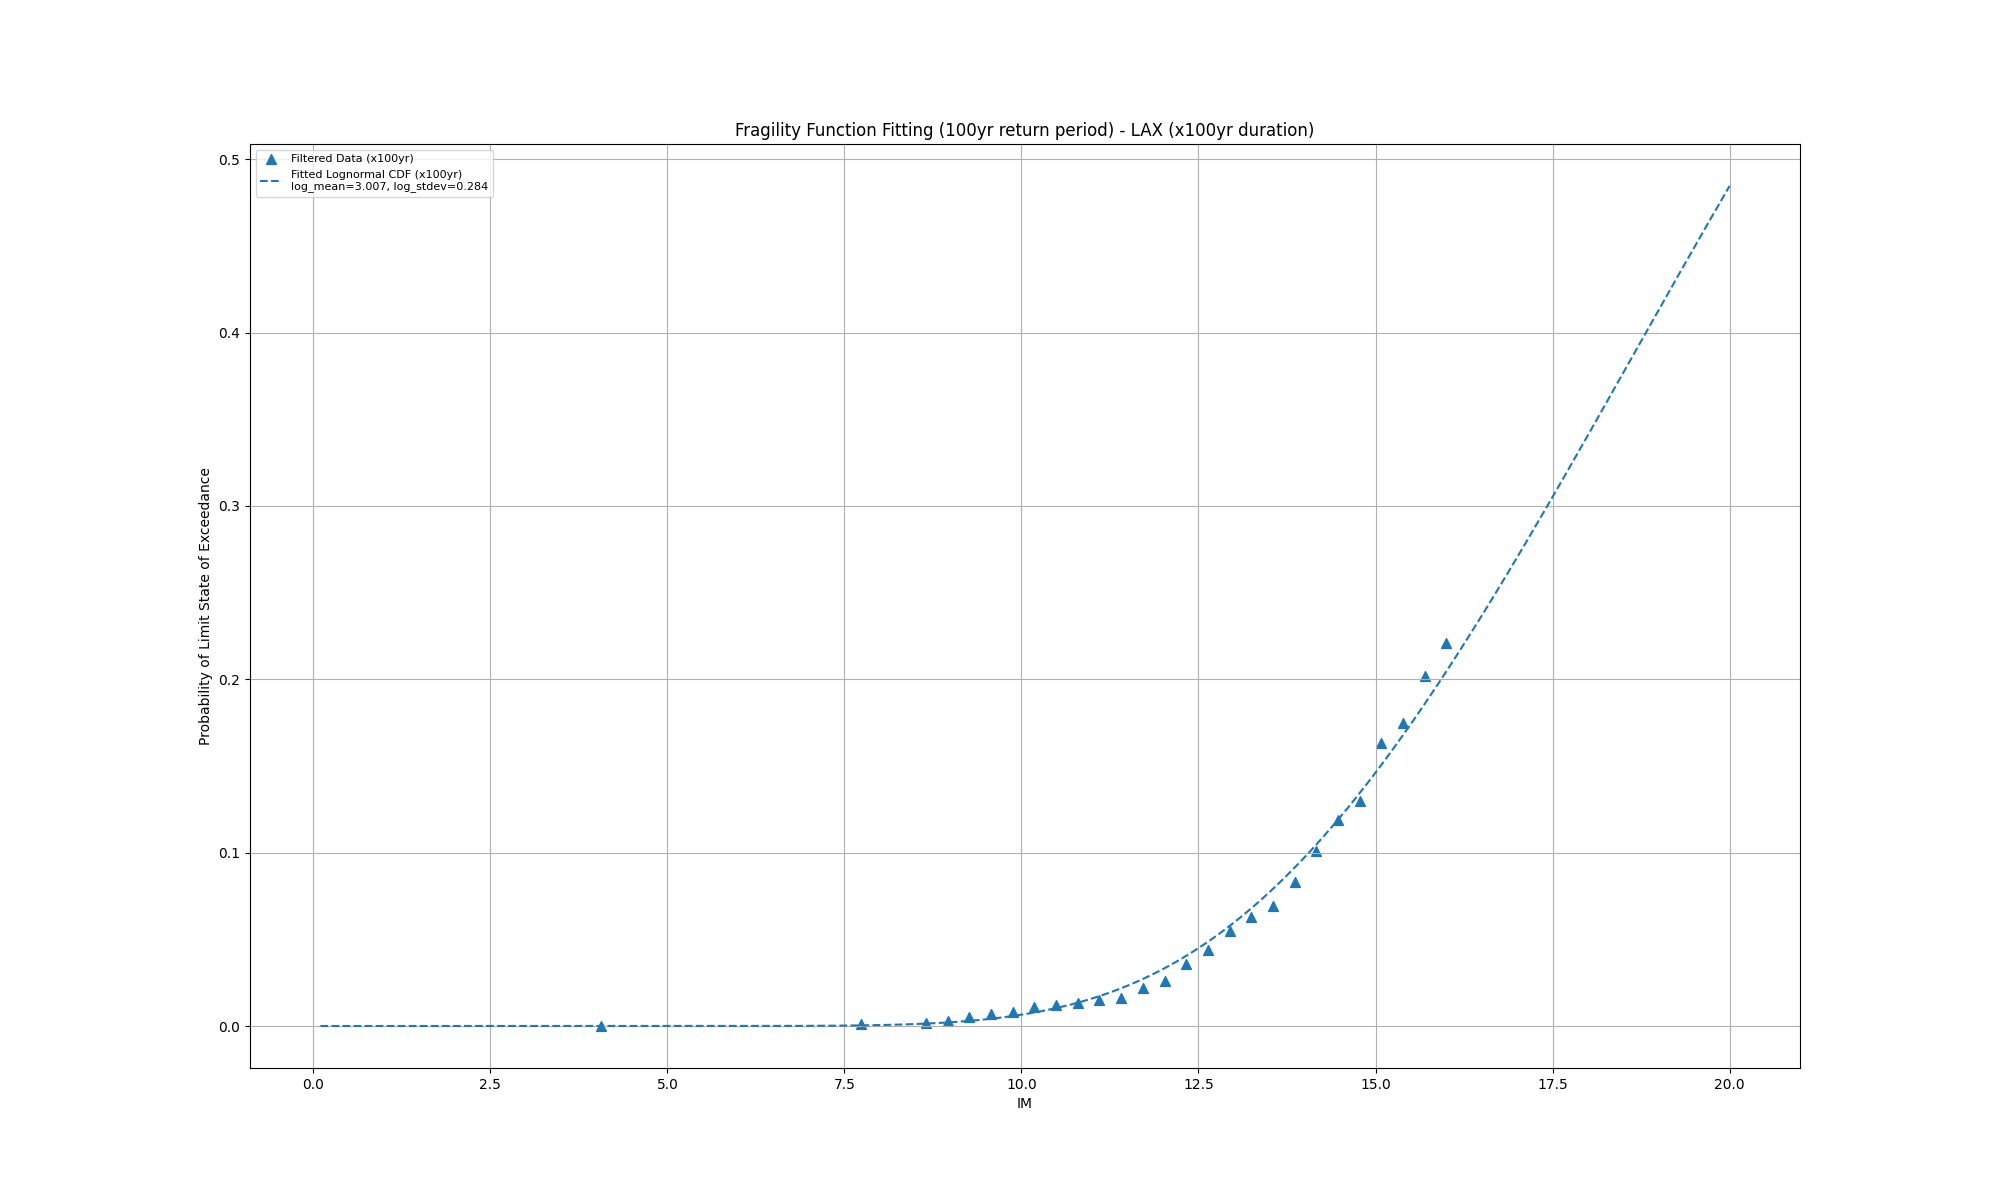 Fragility Function Fitting (100yr return period) - LAX (x100yr duration)
Filtered Data (x100yr)
Fitted Lognormal CDF (x100yr)
log_mean=3.007, log_stdev=0.284
0.5
0.4
0.3
0.2
0.1
0.0
Probability of Limit State of Exceedance
0.0 2.5 5.0 7.5 10.0 12.5 15.0 17.5 20.0
IM